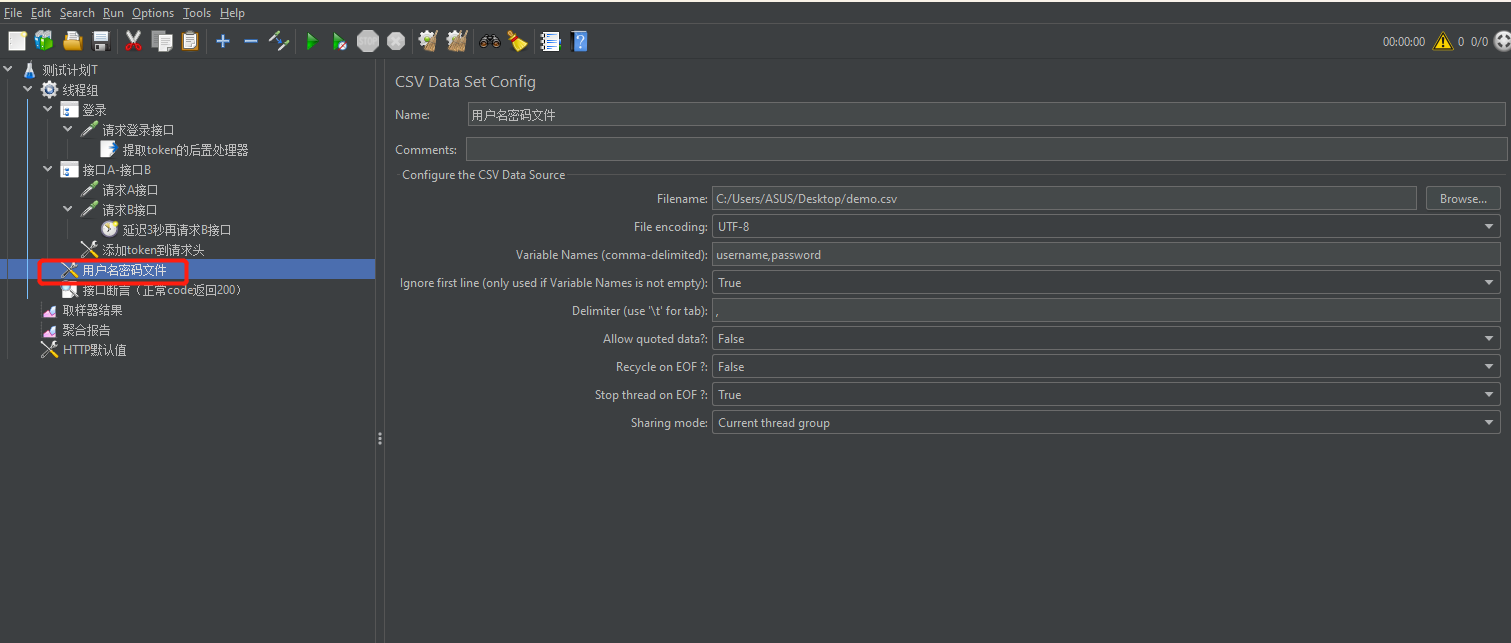 File Edit Search Run Options Tools Help
00:00:00 0 0/0
测试计划T
线程组
登录
请求登录接口
提取token的后置处理器
接口A-接口B
请求A接口
请求B接口
延迟3秒再请求B接口
添加token到请求头
用户名密码文件
接口断言（正常code返回200）
取样器结果
聚合报告
HTTP默认值
CSV Data Set Config
Name: 用户名密码文件
Comments:
Configure the CSV Data Source
Filename: C:/Users/ASUS/Desktop/demo.csv Browse...
File encoding: UTF-8
Variable Names (comma-delimited): username,password
Ignore first line (only used if Variable Names is not empty): True
Delimiter (use '\t' for tab): ,
Allow quoted data?: False
Recycle on EOF ?: False
Stop thread on EOF ?: True
Sharing mode: Current thread group